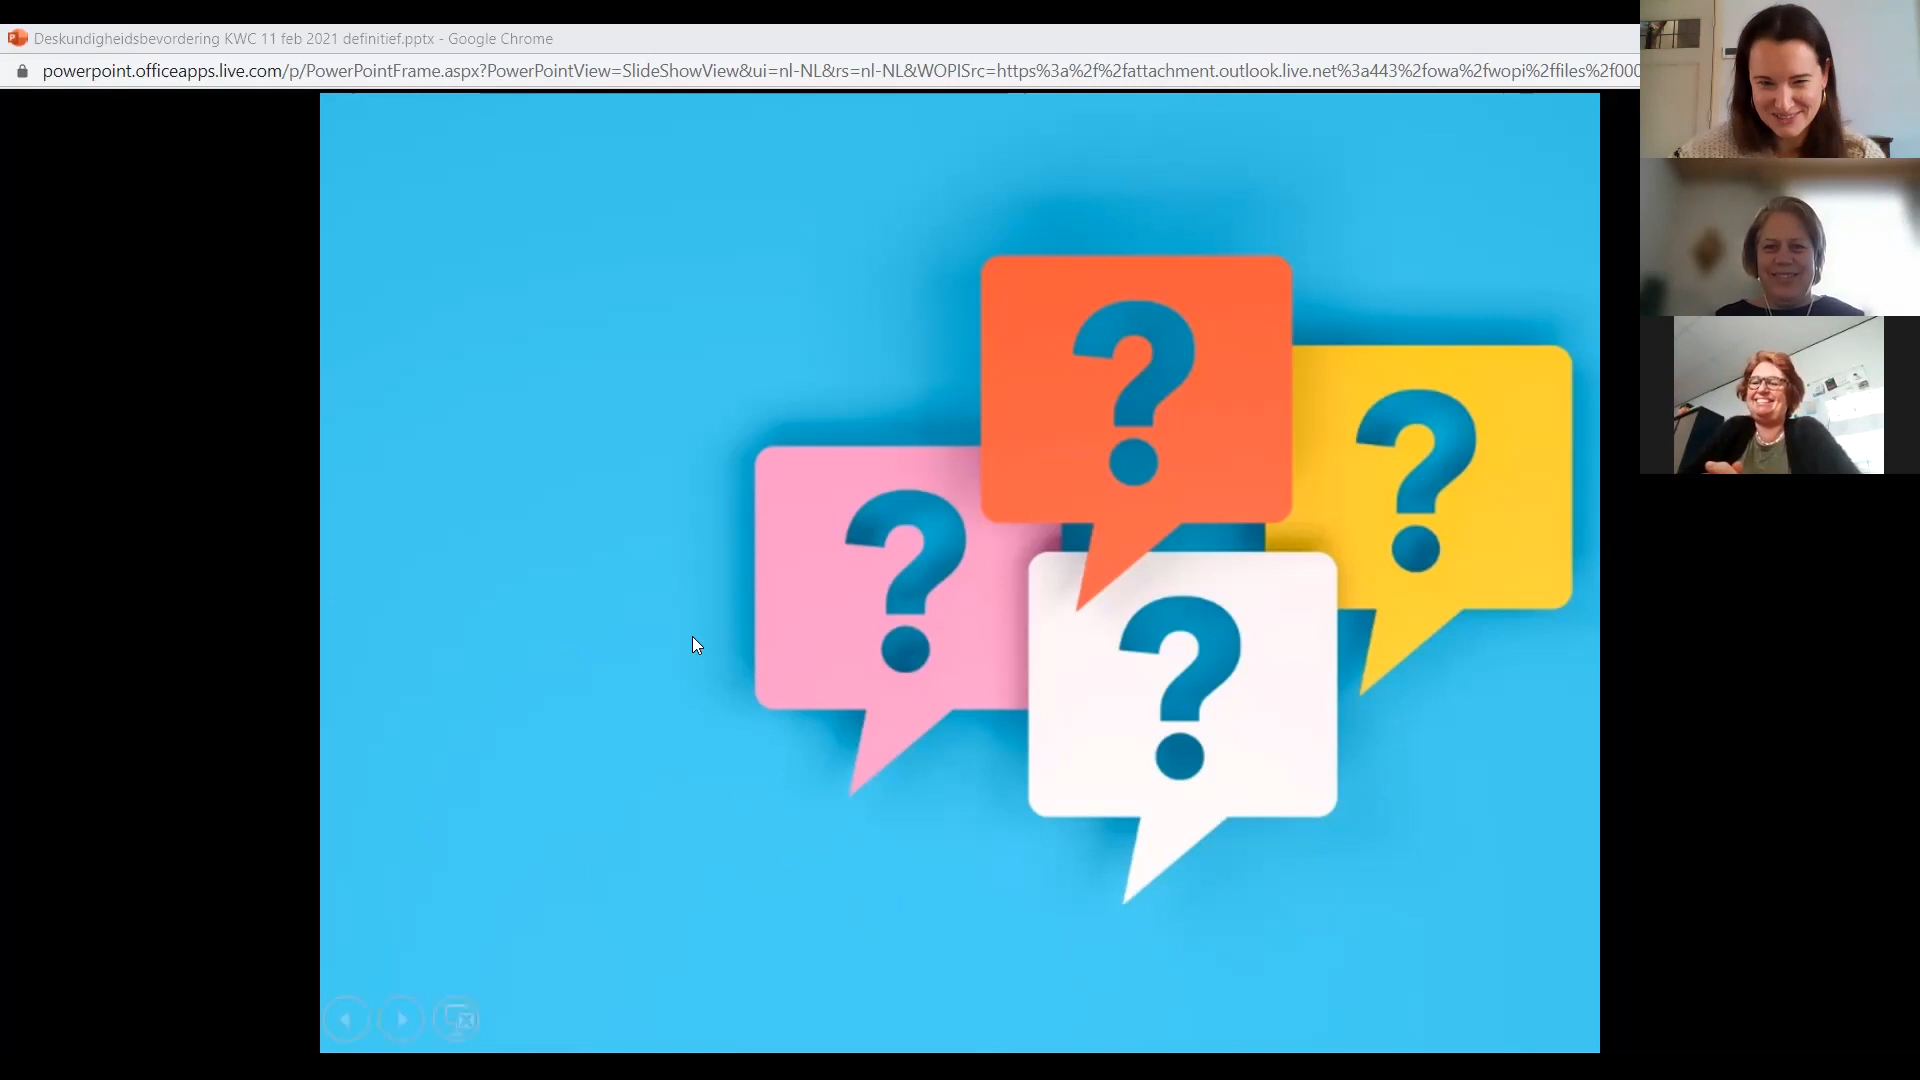 Deskundigheidsbevordering KWC 11 feb 2021 definitief.pptx - Google Chrome
powerpoint.officeapps.live.com/p/PowerPointFrame.aspx?PowerPointView=SlideShowView&ui=nl-NL&rs=nl-NL&WOPISrc=https%3a%2f%2fattachment.outlook.live.net%3a443%2fowa%2fwopi%2ffiles%2f000
?
?
?
?